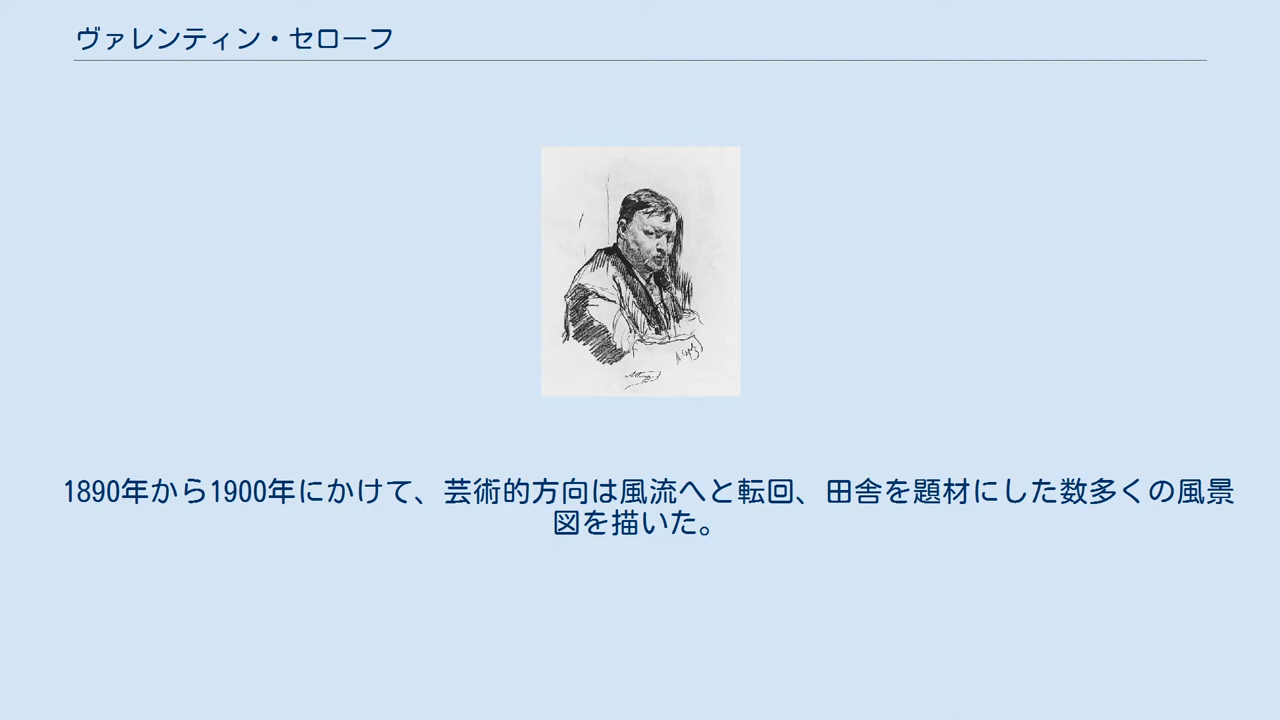 ヴァレンティン・セローフ
1890年から1900年にかけて、芸術的方向は風流へと転回、田舎を題材にした数多くの風景
図を描いた。